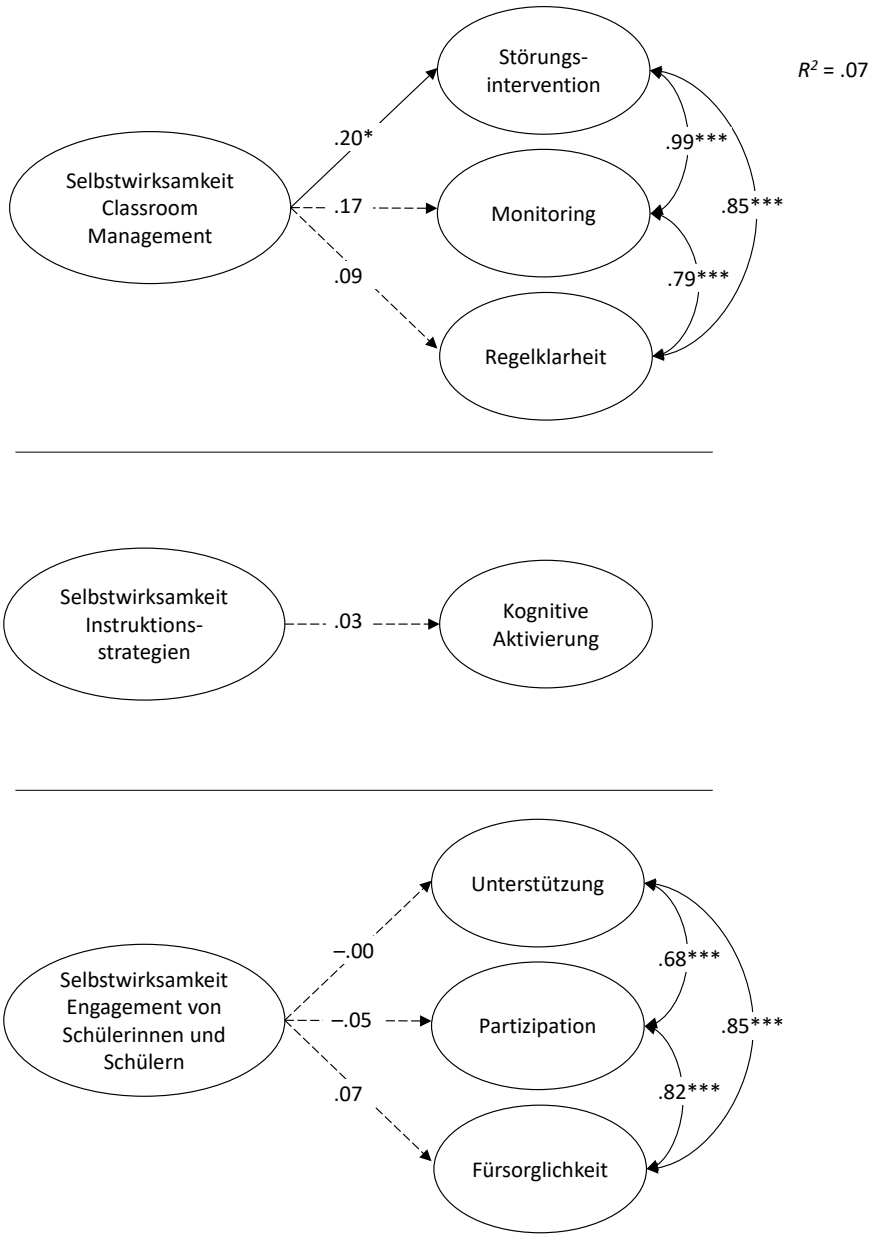 Störungs-
intervention
R² = .07
.20*
.99***
Selbstwirksamkeit
Classroom
Management
.17
Monitoring
.85***
.09
.79***
Regelklarheit
Selbstwirksamkeit
Instruktions-
strategien
.03
Kognitive
Aktivierung
Unterstützung
–.00
.68***
Selbstwirksamkeit
Engagement von
Schülerinnen und
Schülern
–.05
Partizipation
.85***
.07
.82***
Fürsorglichkeit